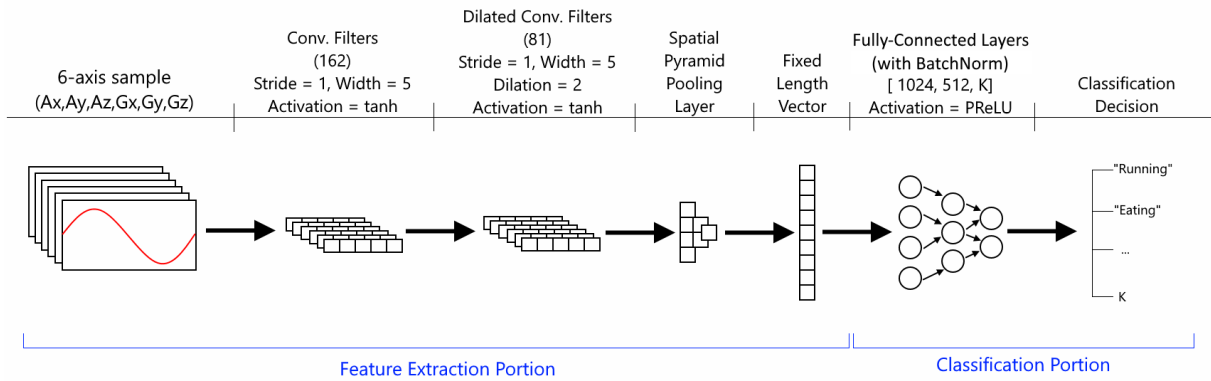 6-axis sample
(Ax,Ay,Az,Gx,Gy,Gz)
Conv. Filters
(162)
Stride = 1, Width = 5
Activation = tanh
Dilated Conv. Filters
(81)
Stride = 1, Width = 5
Dilation = 2
Activation = tanh
Spatial
Pyramid
Pooling
Layer
Fixed
Length
Vector
Fully-Connected Layers
(with BatchNorm)
[ 1024, 512, K]
Activation = PReLU
Classification
Decision
"Running"
"Eating"
...
K
Feature Extraction Portion
Classification Portion